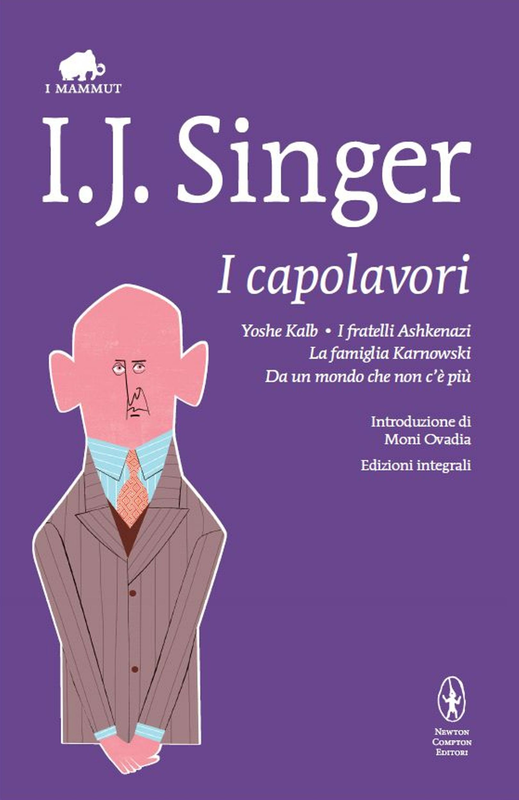 I MAMMUT
I.J. Singer
I capolavori
Yoshe Kalb • I fratelli Ashkenazi
La famiglia Karnowski
Da un mondo che non c'è più
Introduzione di
Moni Ovadia
Edizioni integrali
NEWTON
COMPTON
EDITORI